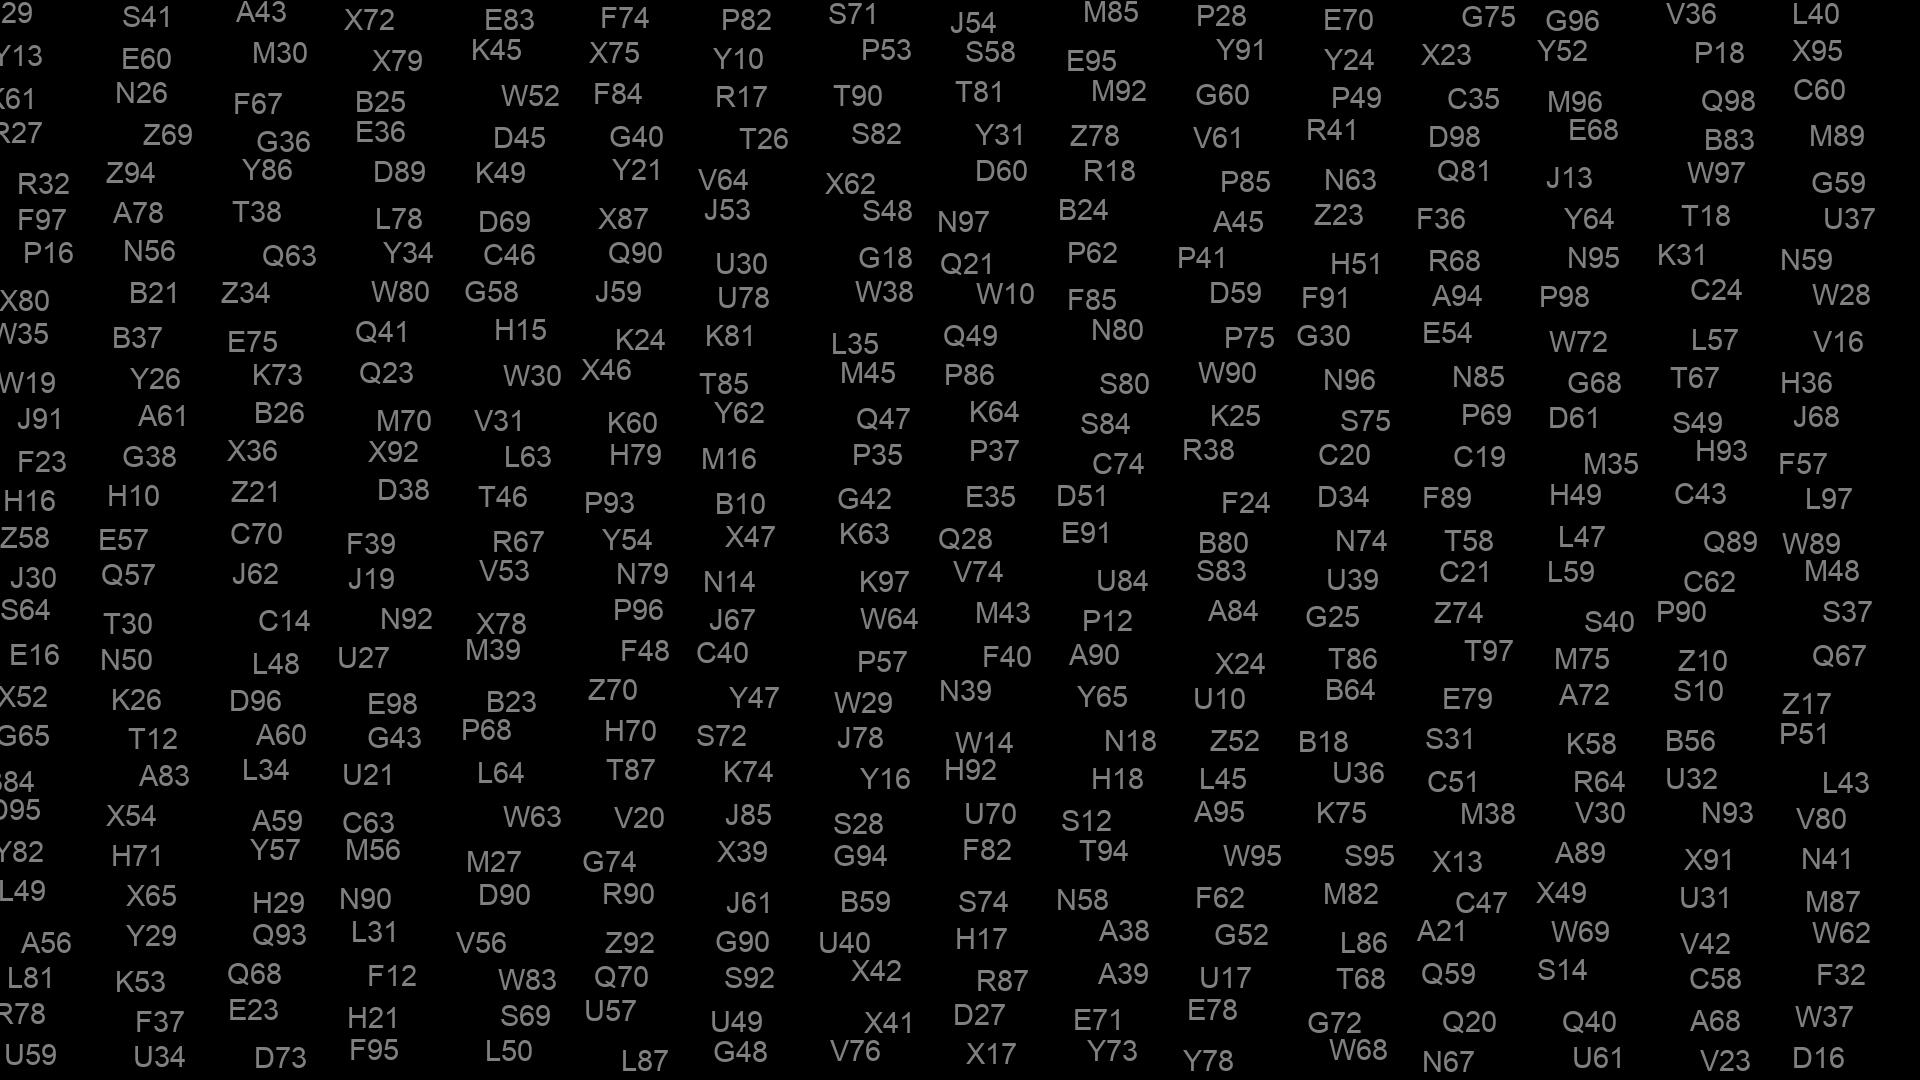 29 S41 A43 X72 E83 F74 P82 S71 J54 M85 P28 E70 G75 G96 V36 L40
Y13 E60 M30 X79 K45 X75 Y10 P53 S58 E95 Y91 Y24 X23 Y52 P18 X95
K61 N26 F67 B25 W52 F84 R17 T90 T81 M92 G60 P49 C35 M96 Q98 C60
R27 Z69 G36 E36 D45 G40 T26 S82 Y31 Z78 V61 R41 D98 E68 B83 M89
R32 Z94 Y86 D89 K49 Y21 V64 X62 D60 R18 P85 N63 Q81 J13 W97 G59
F97 A78 T38 L78 D69 X87 J53 S48 N97 B24 A45 Z23 F36 Y64 T18 U37
P16 N56 Q63 Y34 C46 Q90 U30 G18 Q21 P62 P41 H51 R68 N95 K31 N59
X80 B21 Z34 W80 G58 J59 U78 W38 W10 F85 D59 F91 A94 P98 C24 W28
W35 B37 E75 Q41 H15 K24 K81 L35 Q49 N80 P75 G30 E54 W72 L57 V16
W19 Y26 K73 Q23 W30 X46 T85 M45 P86 S80 W90 N96 N85 G68 T67 H36
J91 A61 B26 M70 V31 K60 Y62 Q47 K64 S84 K25 S75 P69 D61 S49 J68
F23 G38 X36 X92 L63 H79 M16 P35 P37 C74 R38 C20 C19 M35 H93 F57
H16 H10 Z21 D38 T46 P93 B10 G42 E35 D51 F24 D34 F89 H49 C43 L97
Z58 E57 C70 F39 R67 Y54 X47 K63 Q28 E91 B80 N74 T58 L47 Q89 W89
J30 Q57 J62 J19 V53 N79 N14 K97 V74 U84 S83 U39 C21 L59 C62 M48
S64 T30 C14 N92 X78 P96 J67 W64 M43 P12 A84 G25 Z74 S40 P90 S37
E16 N50 L48 U27 M39 F48 C40 P57 F40 A90 X24 T86 T97 M75 Z10 Q67
X52 K26 D96 E98 B23 Z70 Y47 W29 N39 Y65 U10 B64 E79 A72 S10 Z17
G65 T12 A60 G43 P68 H70 S72 J78 W14 N18 Z52 B18 S31 K58 B56 P51
84 A83 L34 U21 L64 T87 K74 Y16 H92 H18 L45 U36 C51 R64 U32 L43
95 X54 A59 C63 W63 V20 J85 S28 U70 S12 A95 K75 M38 V30 N93 V80
Y82 H71 Y57 M56 M27 G74 X39 G94 F82 T94 W95 S95 X13 A89 X91 N41
L49 X65 H29 N90 D90 R90 J61 B59 S74 N58 F62 M82 C47 X49 U31 M87
A56 Y29 Q93 L31 V56 Z92 G90 U40 H17 A38 G52 L86 A21 W69 V42 W62
L81 K53 Q68 F12 W83 Q70 S92 X42 R87 A39 U17 T68 Q59 S14 C58 F32
R78 F37 E23 H21 S69 U57 U49 X41 D27 E71 E78 G72 Q20 Q40 A68 W37
U59 U34 D73 F95 L50 L87 G48 V76 X17 Y73 Y78 W68 N67 U61 V23 D16